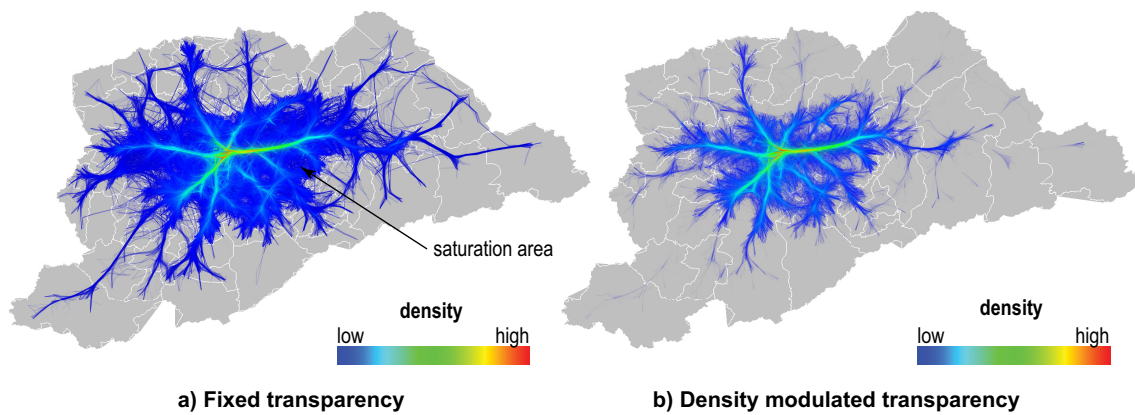 saturation area
density
low high
a) Fixed transparency
density
low high
b) Density modulated transparency